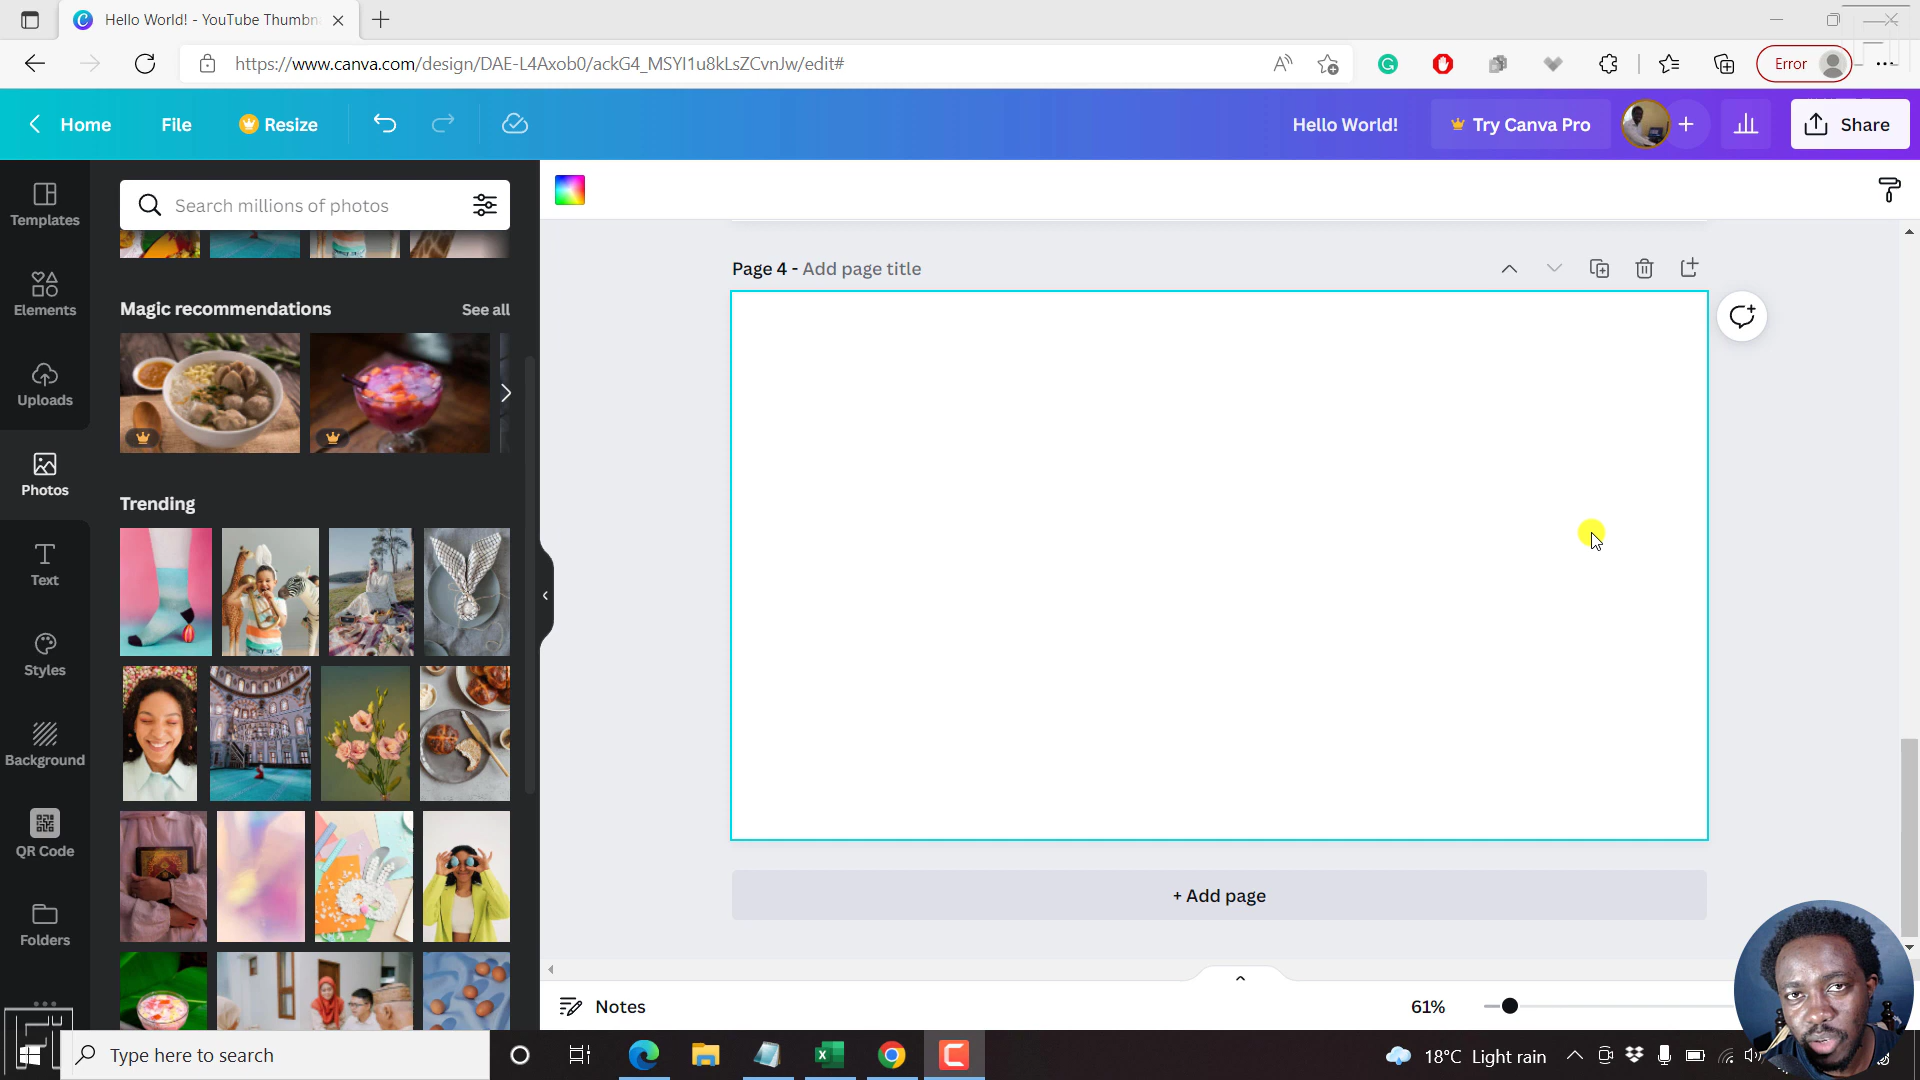 Hello World! - YouTube Thumbn
https://www.canva.com/design/DAE-L4Axob0/ackG4_MSYI1u8kLsZCvnJw/edit#
Error
Home
File
Resize
Hello World!
Try Canva Pro
Share
Templates
Elements
Uploads
Photos
Text
Styles
Background
QR Code
Folders
Search millions of photos
Magic recommendations
See all
Trending
Page 4 - Add page title
+ Add page
Notes
61%
Type here to search
18°C Light rain